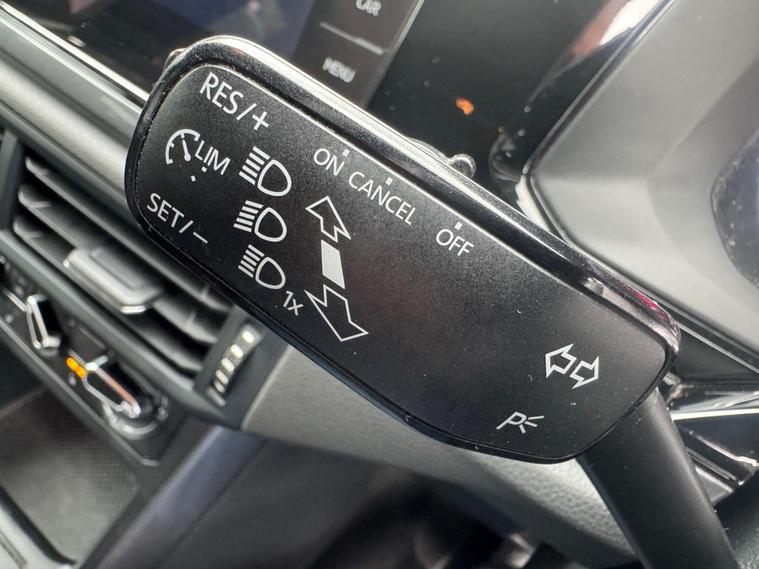 CAR
MENU
RES/+
LIM
SET/–
ON
CANCEL
OFF
1x
P